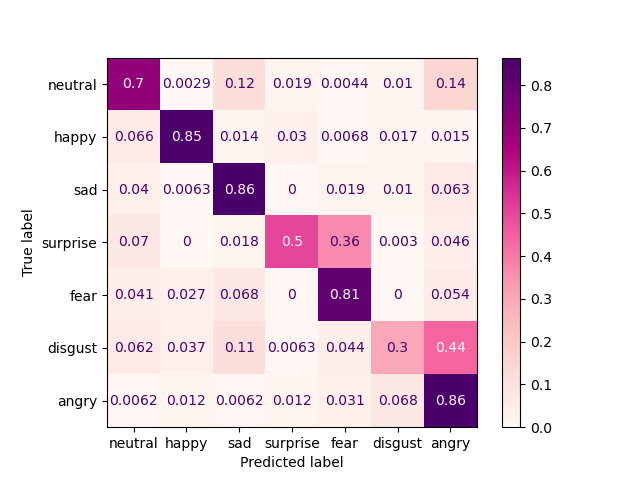 neutral 0.7 0.0029 0.12 0.019 0.0044 0.01 0.14
happy 0.066 0.85 0.014 0.03 0.0068 0.017 0.015
sad 0.04 0.0063 0.86 0 0.019 0.01 0.063
surprise 0.07 0 0.018 0.5 0.36 0.003 0.046
fear 0.041 0.027 0.068 0 0.81 0 0.054
disgust 0.062 0.037 0.11 0.0063 0.044 0.3 0.44
angry 0.0062 0.012 0.0062 0.012 0.031 0.068 0.86
neutral happy sad surprise fear disgust angry
Predicted label
True label
0.8
0.7
0.6
0.5
0.4
0.3
0.2
0.1
0.0